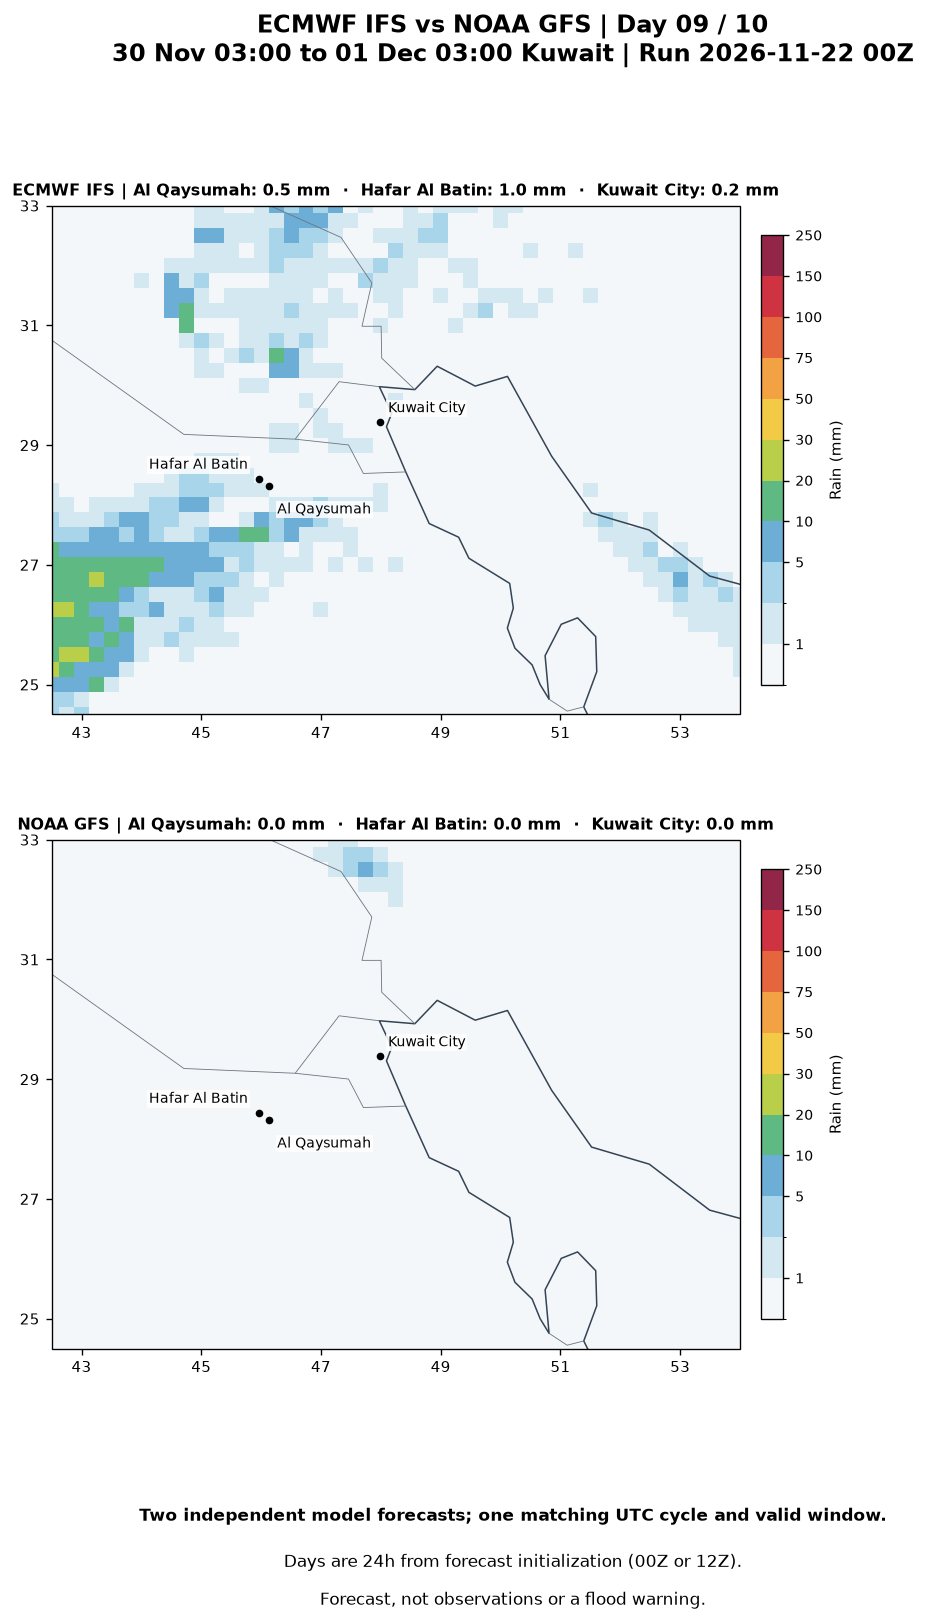 ECMWF IFS vs NOAA GFS | Day 09 / 10
30 Nov 03:00 to 01 Dec 03:00 Kuwait | Run 2026-11-22 00Z
ECMWF IFS | Al Qaysumah: 0.5 mm · Hafar Al Batin: 1.0 mm · Kuwait City: 0.2 mm
33
31
29
27
25
43
45
47
49
51
53
Kuwait City
Hafar Al Batin
Al Qaysumah
250
150
100
75
50
30
20
10
5
1
Rain (mm)
NOAA GFS | Al Qaysumah: 0.0 mm · Hafar Al Batin: 0.0 mm · Kuwait City: 0.0 mm
33
31
29
27
25
43
45
47
49
51
53
Kuwait City
Hafar Al Batin
Al Qaysumah
250
150
100
75
50
30
20
10
5
1
Rain (mm)
Two independent model forecasts; one matching UTC cycle and valid window.
Days are 24h from forecast initialization (00Z or 12Z).
Forecast, not observations or a flood warning.